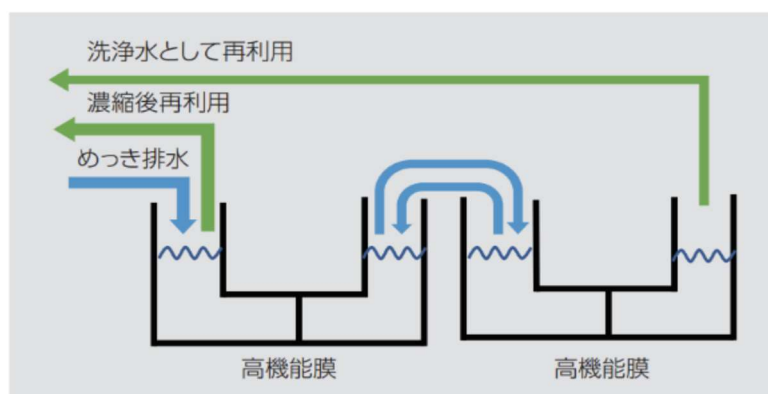 洗浄水として再利用
濃縮後再利用
めっき排水
高機能膜
高機能膜